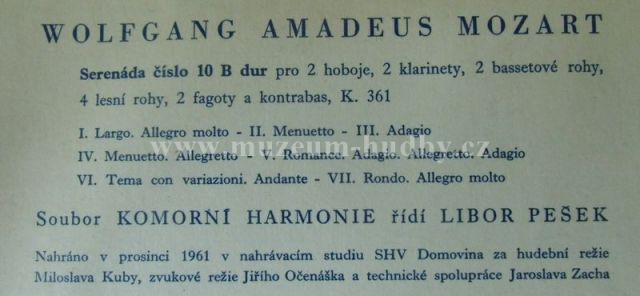 WOLFGANG AMADEUS MOZART
Serenáda číslo 10 B dur pro 2 hoboje, 2 klarinety, 2 bassetové rohy,
4 lesní rohy, 2 fagoty a kontrabas, K. 361
I. Largo. Allegro molto - II. Menuetto - III. Adagio
IV. Menuetto. Allegretto - V. Romance. Adagio. Allegretto. Adagio
www.muzeum-hudby.cz
VI. Tema con variazioni. Andante - VII. Rondo. Allegro molto
Soubor KOMORNÍ HARMONIE řídí LIBOR PEŠEK
Nahráno v prosinci 1961 v nahrávacím studiu SHV Domovina za hudební režie
Miloslava Kuby, zvukové režie Jiřího Očenáška a technické spolupráce Jaroslava Zacha